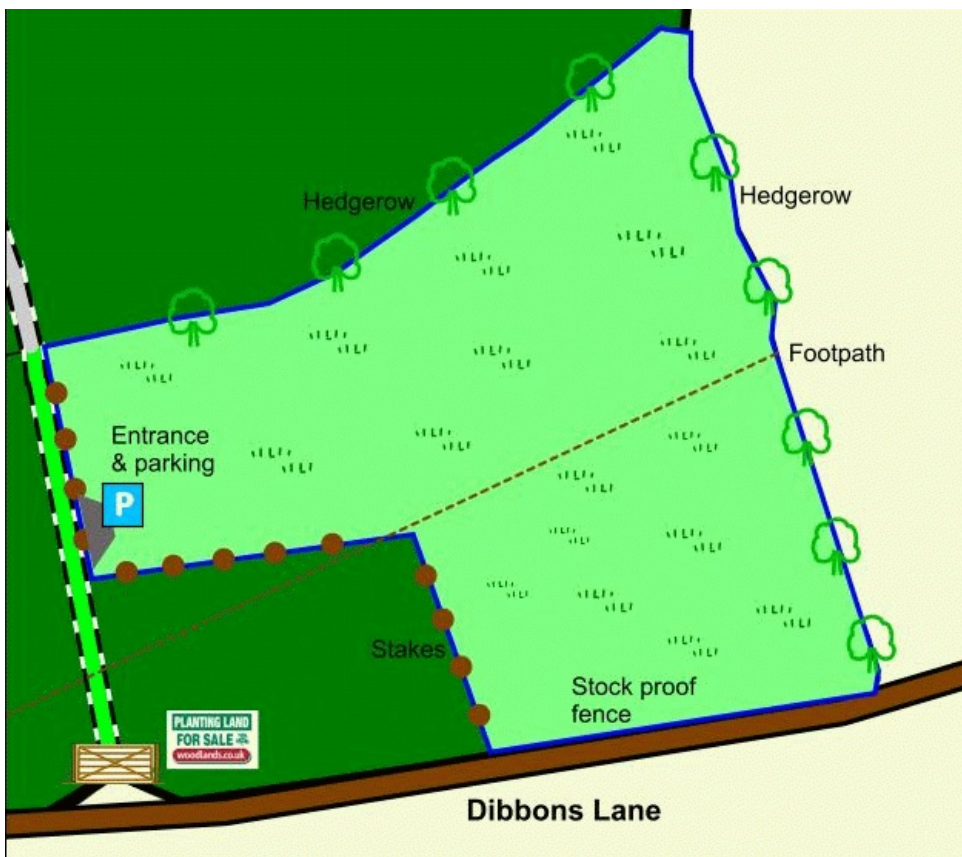 Hedgerow
Hedgerow
Footpath
Entrance
& parking
P
Stakes
Stock proof
fence
PLANTING LAND
FOR SALE
woodlands.co.uk
Dibbons Lane